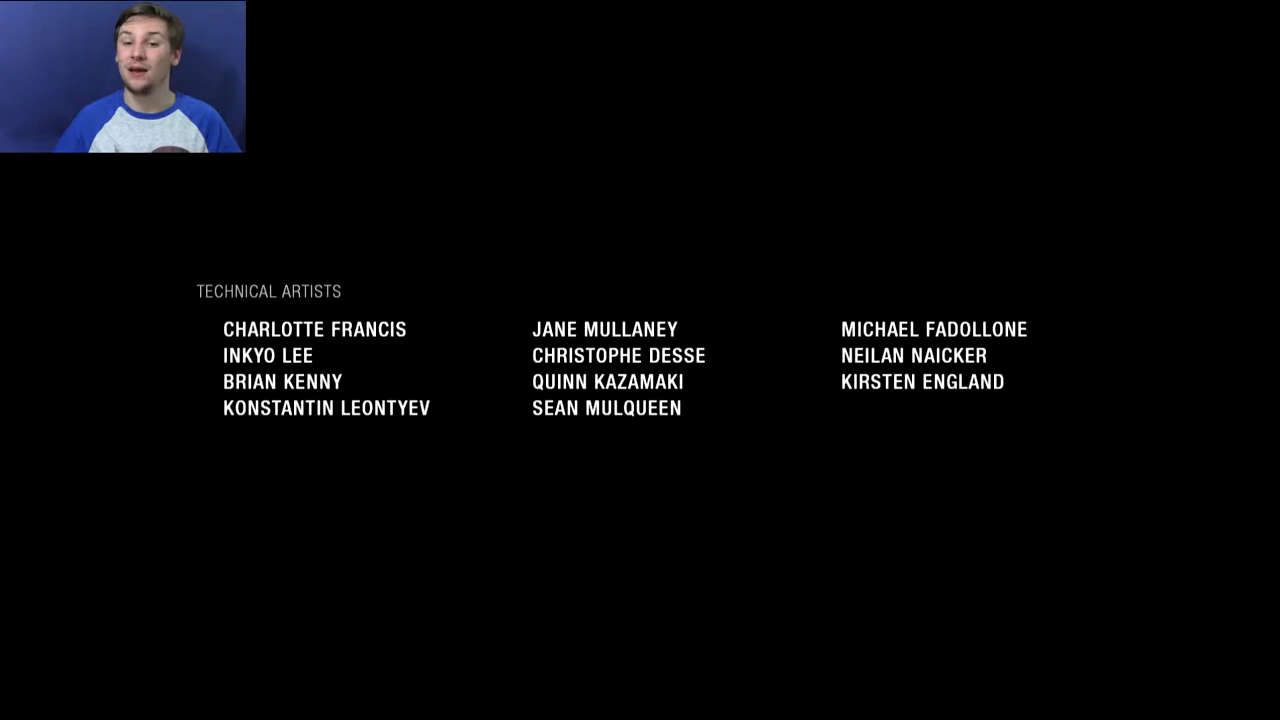 TECHNICAL ARTISTS
CHARLOTTE FRANCIS
INKYO LEE
BRIAN KENNY
KONSTANTIN LEONTYEV
JANE MULLANEY
CHRISTOPHE DESSE
QUINN KAZAMAKI
SEAN MULQUEEN
MICHAEL FADOLLONE
NEILAN NAICKER
KIRSTEN ENGLAND